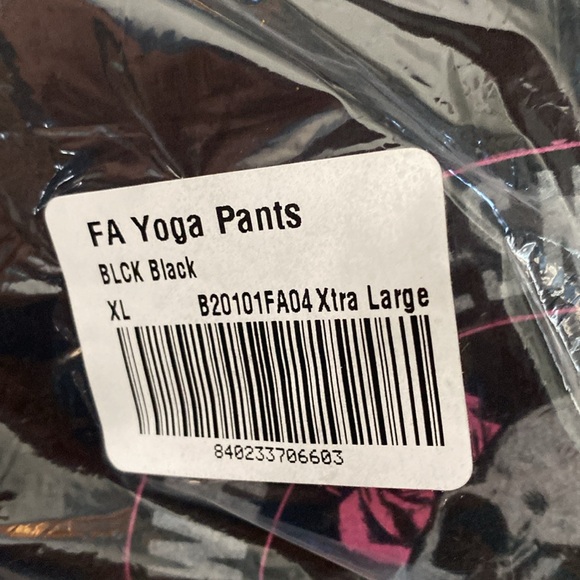 FA Yoga Pants
BLCK Black
XL B20101FA04 Xtra Large
840233706603